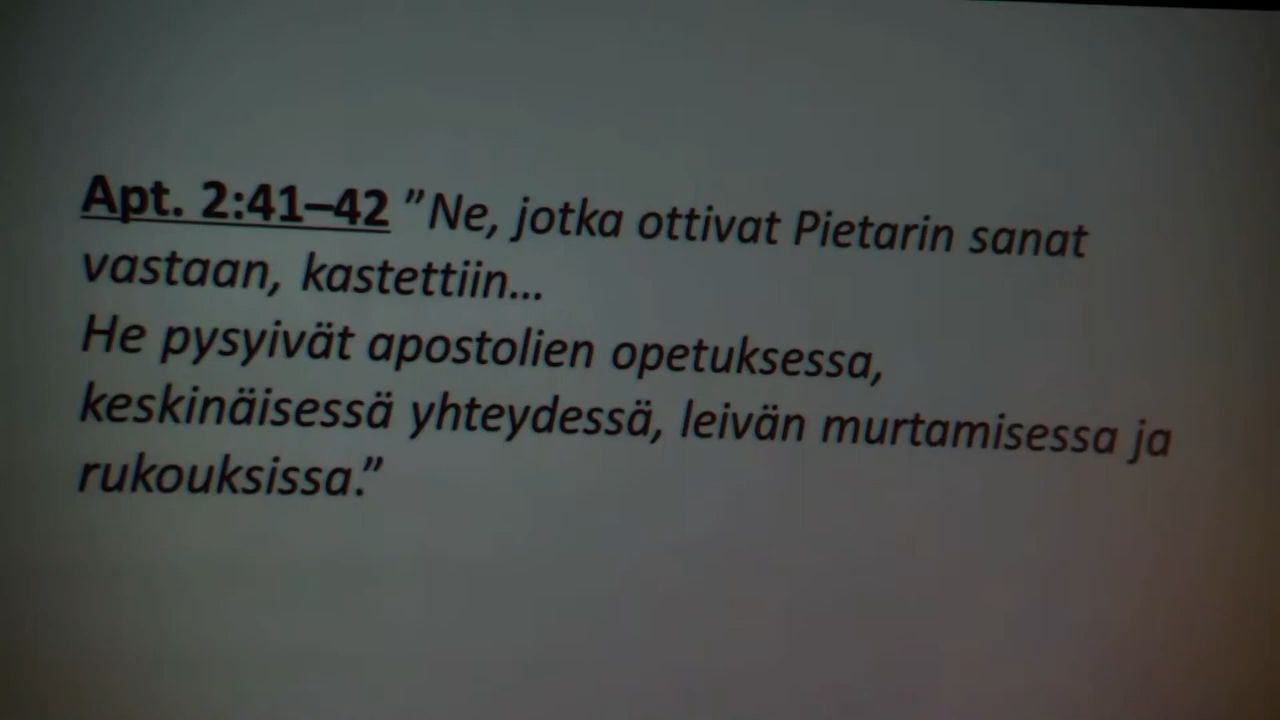 Apt. 2:41–42 ”Ne, jotka ottivat Pietarin sanat
vastaan, kastettiin...
He pysyivät apostolien opetuksessa,
keskinäisessä yhteydessä, leivän murtamisessa ja
rukouksissa.”